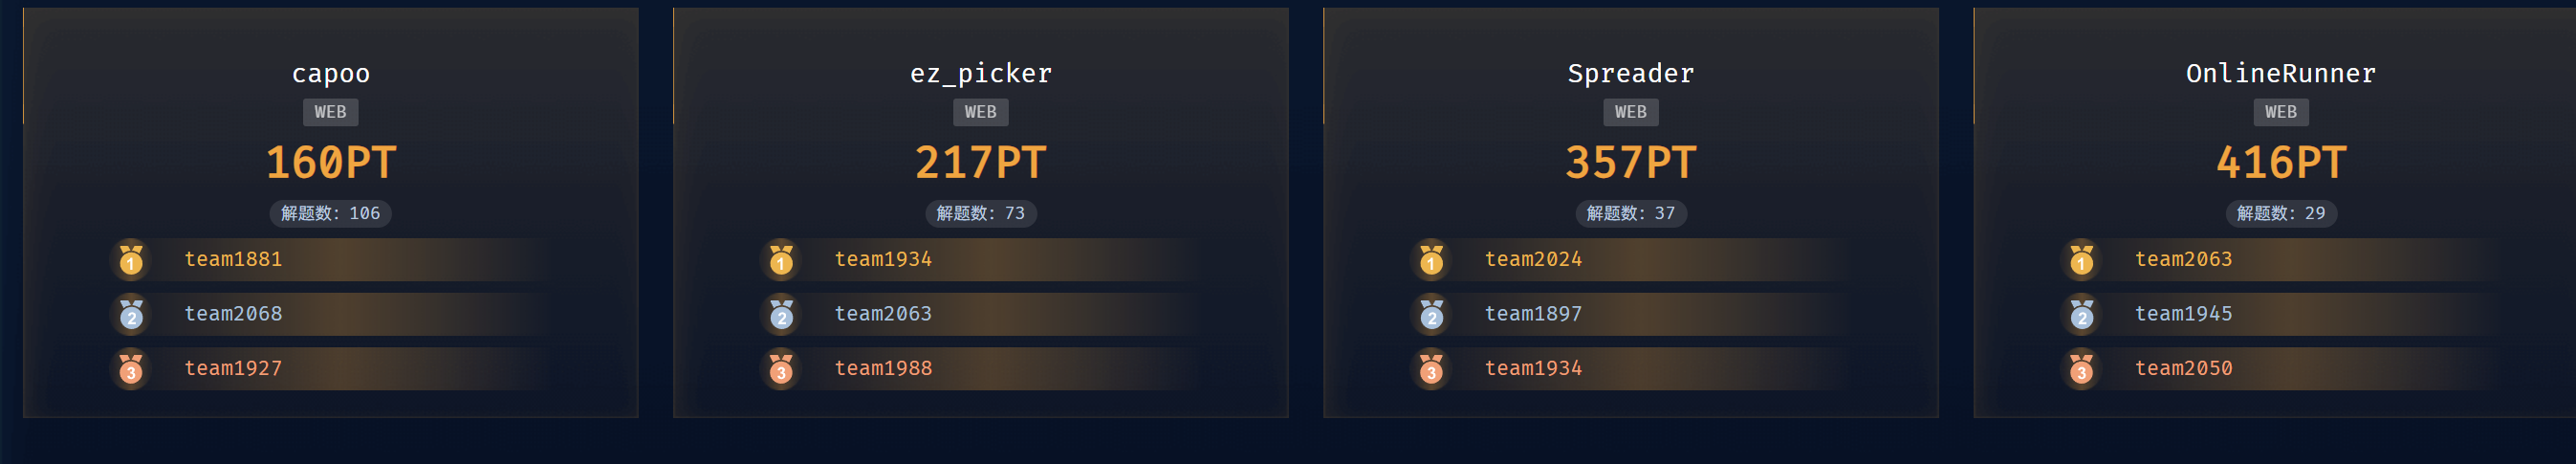 capoo
WEB
160PT
解题数：106
1 team1881
2 team2068
3 team1927
ez_picker
WEB
217PT
解题数：73
1 team1934
2 team2063
3 team1988
Spreader
WEB
357PT
解题数：37
1 team2024
2 team1897
3 team1934
OnlineRunner
WEB
416PT
解题数：29
1 team2063
2 team1945
3 team2050